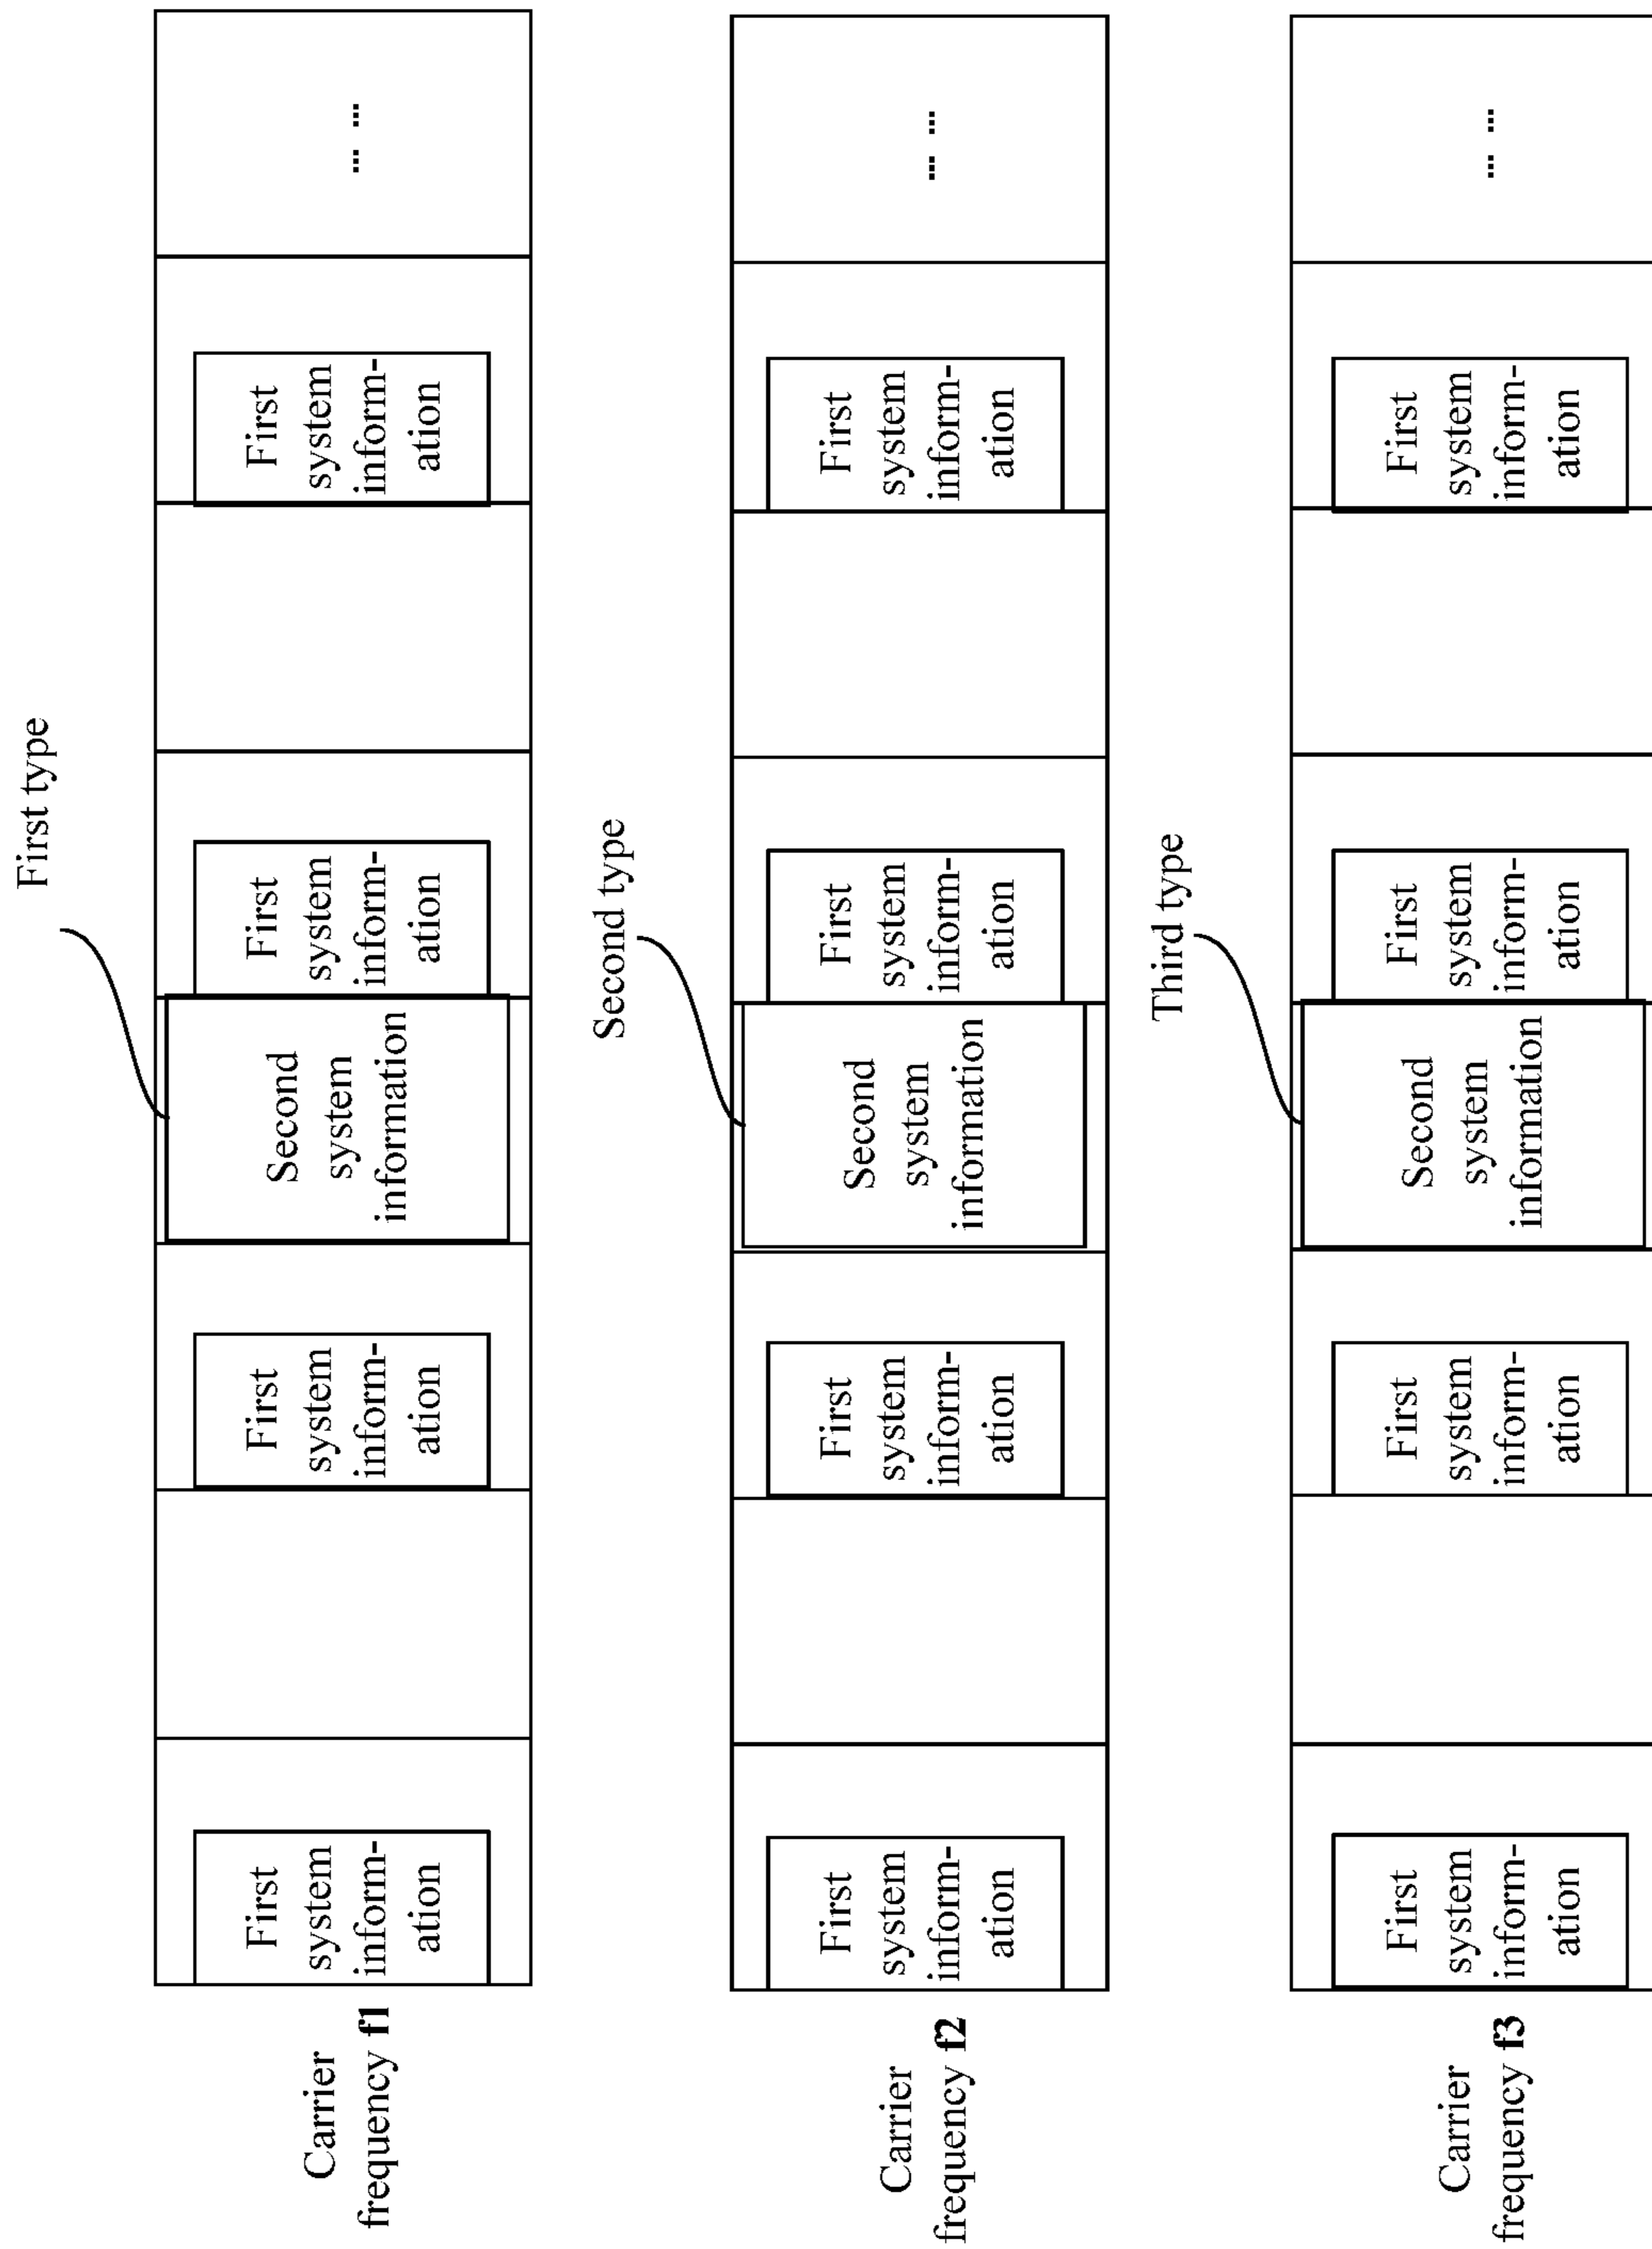 First type
Carrier
frequency f1
First
system
inform-
ation
First
system
inform-
ation
Second
system
information
First
system
inform-
ation
First
system
inform-
ation
... ...
Second type
Carrier
frequency f2
First
system
inform-
ation
First
system
inform-
ation
Second
system
information
First
system
inform-
ation
First
system
inform-
ation
... ...
Third type
Carrier
frequency f3
First
system
inform-
ation
First
system
inform-
ation
Second
system
information
First
system
inform-
ation
First
system
inform-
ation
... ...